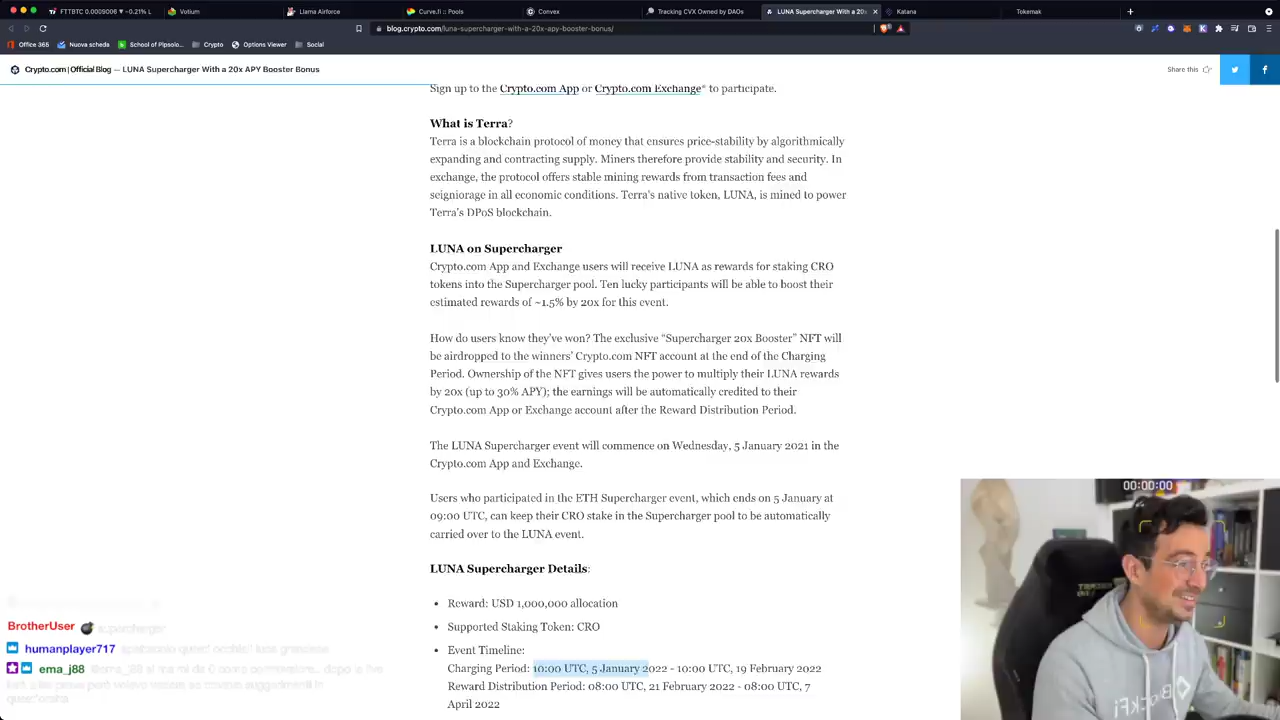 FTTBTC 0.0009006 ▼ −0.21% L
Votium
Llama Airforce
Curve.fi :: Pools
Convex
Tracking CVX Owned by DAOs
LUNA Supercharger With a 20x
Katana
Tokemak
blog.crypto.com/luna-supercharger-with-a-20x-apy-booster-bonus/
Office 365
Nuova scheda
School of Plpsolo...
Crypto
Options Viewer
Social
Crypto.com | Official Blog — LUNA Supercharger With a 20x APY Booster Bonus
Share this
Sign up to the Crypto.com App or Crypto.com Exchange* to participate.
What is Terra?
Terra is a blockchain protocol of money that ensures price-stability by algorithmically
expanding and contracting supply. Miners therefore provide stability and security. In
exchange, the protocol offers stable mining rewards from transaction fees and
seigniorage in all economic conditions. Terra's native token, LUNA, is mined to power
Terra's DPoS blockchain.
LUNA on Supercharger
Crypto.com App and Exchange users will receive LUNA as rewards for staking CRO
tokens into the Supercharger pool. Ten lucky participants will be able to boost their
estimated rewards of ~1.5% by 20x for this event.
How do users know they've won? The exclusive “Supercharger 20x Booster” NFT will
be airdropped to the winners' Crypto.com NFT account at the end of the Charging
Period. Ownership of the NFT gives users the power to multiply their LUNA rewards
by 20x (up to 30% APY); the earnings will be automatically credited to their
Crypto.com App or Exchange account after the Reward Distribution Period.
The LUNA Supercharger event will commence on Wednesday, 5 January 2021 in the
Crypto.com App and Exchange.
Users who participated in the ETH Supercharger event, which ends on 5 January at
09:00 UTC, can keep their CRO stake in the Supercharger pool to be automatically
carried over to the LUNA event.
LUNA Supercharger Details:
• Reward: USD 1,000,000 allocation
• Supported Staking Token: CRO
• Event Timeline:
Charging Period: 10:00 UTC, 5 January 2022 - 10:00 UTC, 19 February 2022
Reward Distribution Period: 08:00 UTC, 21 February 2022 - 08:00 UTC, 7
April 2022
00:00:00
BlockFi
BrotherUser
humanplayer717
ema_j88